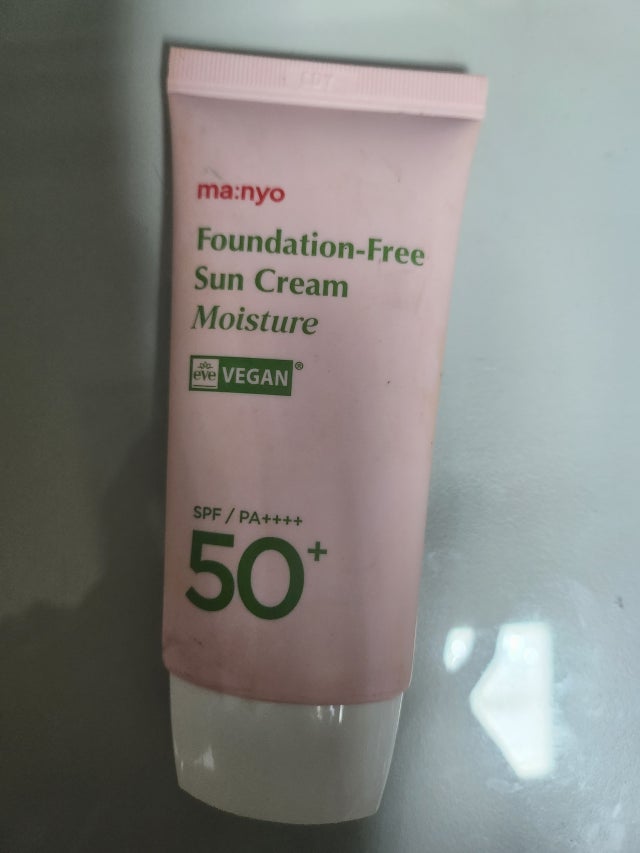 ma:nyo
Foundation-Free
Sun Cream
Moisture
eve VEGAN®
SPF / PA++++
50+